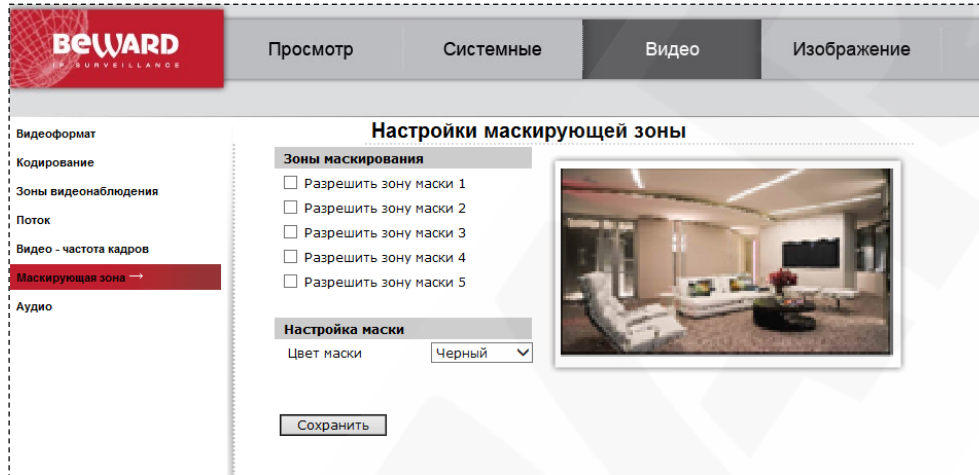 BEWARD
IP SURVEILLANCE
Просмотр
Системные
Видео
Изображение
Видеоформат
Кодирование
Зоны видеонаблюдения
Поток
Видео - частота кадров
Маскирующая зона →
Аудио
Настройки маскирующей зоны
Зоны маскирования
Разрешить зону маски 1
Разрешить зону маски 2
Разрешить зону маски 3
Разрешить зону маски 4
Разрешить зону маски 5
Настройка маски
Цвет маски Черный
Сохранить